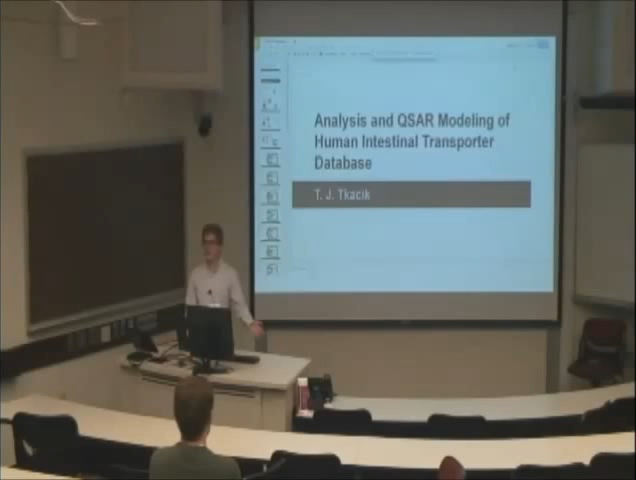 Analysis and QSAR Modeling of
Human Intestinal Transporter
Database
T. J. Tkacik